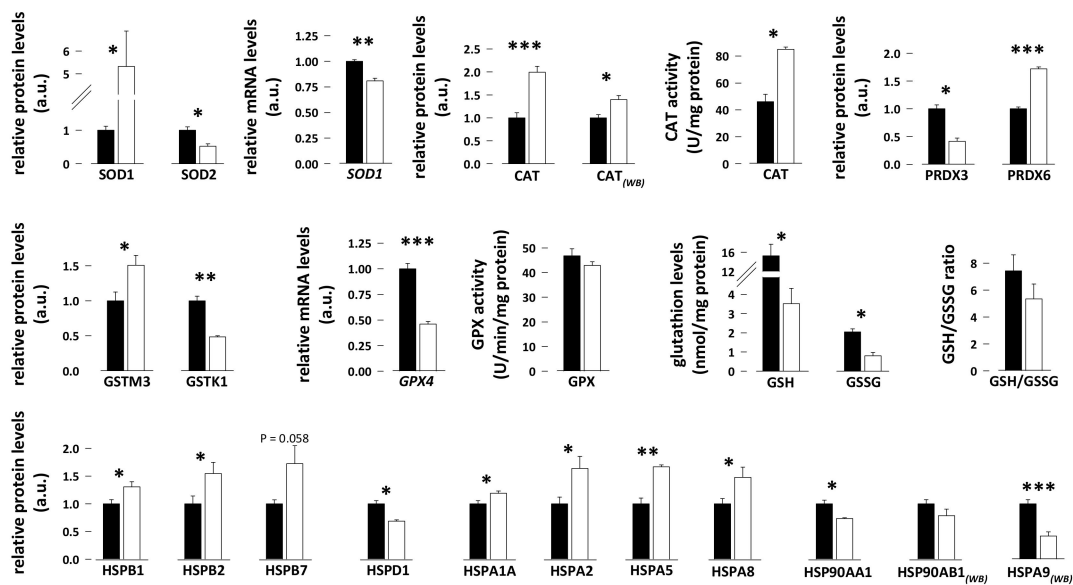 relative protein levels
(a.u.)
6
5
1
0
*
*
SOD1 SOD2
relative mRNA levels
(a.u.)
1.25
1.00
0.75
0.50
0.25
0.00
**
SOD1
relative protein levels
(a.u.)
2.5
2.0
1.5
1.0
0.5
0.0
***
*
CAT CAT(WB)
CAT activity
(U/mg protein)
80
60
40
20
0
*
CAT
relative protein levels
(a.u.)
2.0
1.5
1.0
0.5
0.0
*
***
PRDX3 PRDX6
relative protein levels
(a.u.)
1.5
1.0
0.5
0.0
*
**
GSTM3 GSTK1
relative mRNA levels
(a.u.)
1.25
1.00
0.75
0.50
0.25
0.00
***
GPX4
GPX activity
(U/min/mg protein)
50
40
30
20
10
0
GPX
glutathion levels
(nmol/mg protein)
16
12
4
2
1
0
*
*
GSH GSSG
GSH/GSSG ratio
8
6
4
2
0
GSH/GSSG
relative protein levels
(a.u.)
2.0
1.5
1.0
0.5
0.0
*
*
P = 0.058
*
*
*
**
*
*
***
HSPB1 HSPB2 HSPB7 HSPD1 HSPA1A HSPA2 HSPA5 HSPA8 HSP90AA1 HSP90AB1(WB) HSPA9(WB)